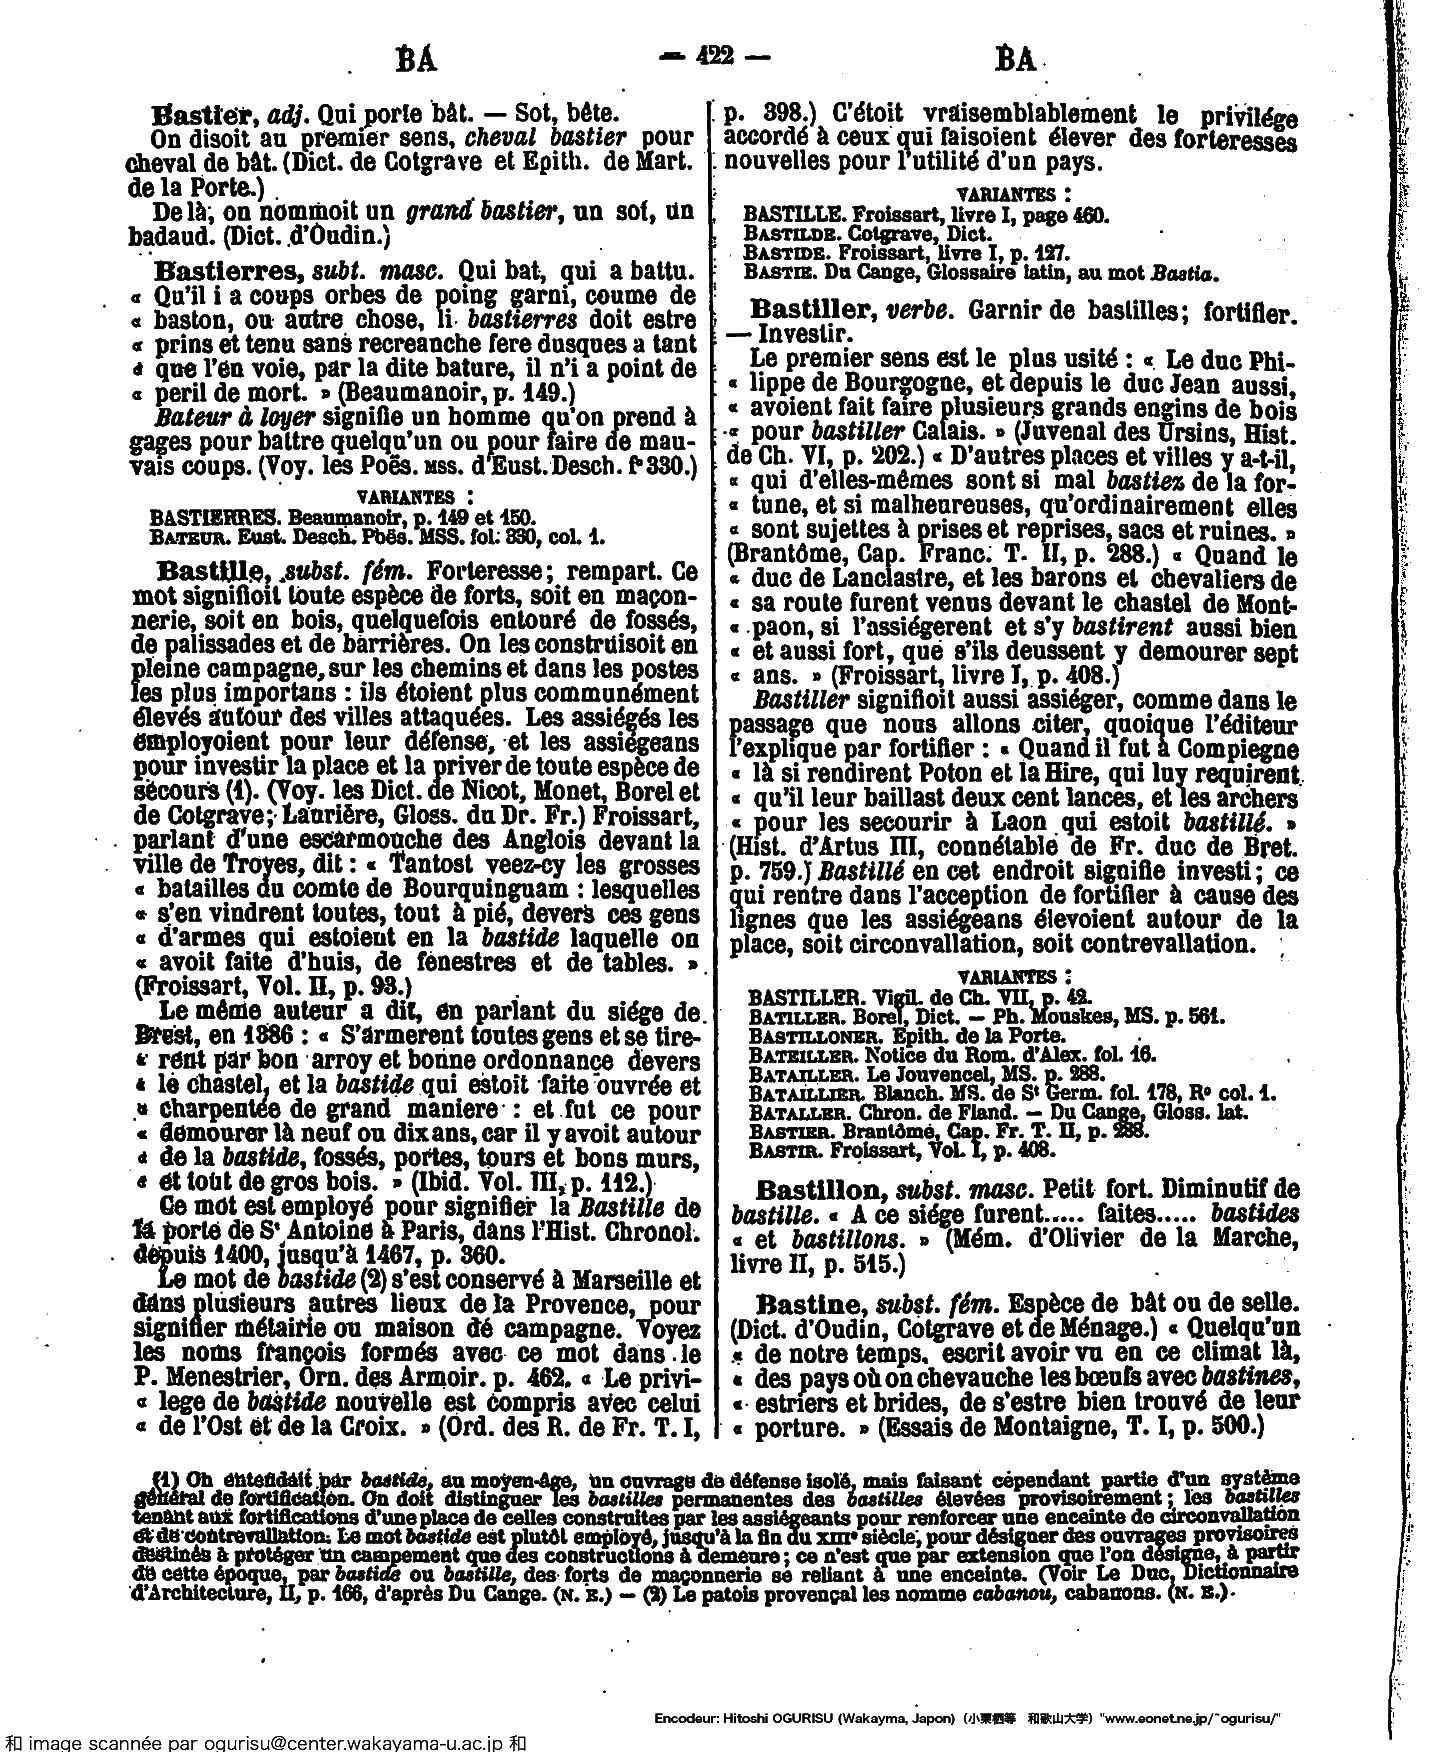 BA
— 422 —
BA
Bastier, adj. Qui porte bât. — Sot, bête.
On disoit au premier sens, cheval bastier pour
cheval de bât. (Dict. de Cotgrave et Epith. de Mart.
de la Porte.)
De là, on nommoit un grand bastier, un sot, un
badaud. (Dict. d'Oudin.)
Bastierres, subt. masc. Qui bat, qui a battu.
« Qu'il i a coups orbes de poing garni, coume de
« baston, ou autre chose, li bastierres doit estre
« prins et tenu sans recreanche fere dusques a tant
« que l'en voie, par la dite bature, il n'i a point de
« peril de mort. » (Beaumanoir, p. 149.)
Bateur à loyer signifie un homme qu'on prend à
gages pour battre quelqu'un ou pour faire de mau-
vais coups. (Voy. les Poës. MSS. d'Eust. Desch. f° 330.)
VARIANTES :
BASTIERRES. Beaumanoir, p. 149 et 150.
BATEUR. Eust. Desch. Poës. MSS. fol. 330, col. 1.
Bastille, subst. fém. Forteresse; rempart. Ce
mot signifioit toute espèce de forts, soit en maçon-
nerie, soit en bois, quelquefois entouré de fossés,
de palissades et de barrières. On les construisoit en
pleine campagne, sur les chemins et dans les postes
les plus importans : ils étoient plus communément
élevés autour des villes attaquées. Les assiégés les
employoient pour leur défense, et les assiégeans
pour investir la place et la priver de toute espèce de
secours (1). (Voy. les Dict. de Nicot, Monet, Borel et
de Cotgrave; Laurière, Gloss. du Dr. Fr.) Froissart,
parlant d'une escarmouche des Anglois devant la
ville de Troyes, dit : « Tantost veez-cy les grosses
« batailles du comte de Bourquinguam : lesquelles
« s'en vindrent toutes, tout à pié, devers ces gens
« d'armes qui estoient en la bastide laquelle on
« avoit faite d'huis, de fenestres et de tables. »
(Froissart, Vol. II, p. 93.)
Le même auteur a dit, en parlant du siége de
Brest, en 1386 : « S'armerent toutes gens et se tire-
« rent par bon arroy et bonne ordonnance devers
« le chastel, et la bastide qui estoit faite ouvrée et
« charpentée de grand maniere : et fut ce pour
« demourer là neuf ou dix ans, car il y avoit autour
« de la bastide, fossés, portes, tours et bons murs,
« et tout de gros bois. » (Ibid. Vol. III, p. 112.)
Ce mot est employé pour signifier la Bastille de
la porte de St Antoine à Paris, dans l'Hist. Chronol.
depuis 1400, jusqu'à 1467, p. 360.
Le mot de bastide (2) s'est conservé à Marseille et
dans plusieurs autres lieux de la Provence, pour
signifier métairie ou maison de campagne. Voyez
les noms françois formés avec ce mot dans le
P. Menestrier, Orn. des Armoir. p. 462. « Le privi-
« lege de bastide nouvelle est compris avec celui
« de l'Ost et de la Croix. » (Ord. des R. de Fr. T. I,
p. 398.) C'étoit vraisemblablement le privilége
accordé à ceux qui faisoient élever des forteresses
nouvelles pour l'utilité d'un pays.
VARIANTES :
BASTILLE. Froissart, livre I, page 460.
BASTILDE. Cotgrave, Dict.
BASTIDE. Froissart, livre I, p. 127.
BASTIE. Du Cange, Glossaire latin, au mot Bastia.
Bastiller, verbe. Garnir de bastilles; fortifier.
— Investir.
Le premier sens est le plus usité : « Le duc Phi-
« lippe de Bourgogne, et depuis le duc Jean aussi,
« avoient fait faire plusieurs grands engins de bois
« pour bastiller Calais. » (Juvenal des Ursins, Hist.
de Ch. VI, p. 202.) « D'autres places et villes y a-t-il,
« qui d'elles-mêmes sont si mal bastiez de la for-
« tune, et si malheureuses, qu'ordinairement elles
« sont sujettes à prises et reprises, sacs et ruines. »
(Brantôme, Cap. Franc. T. II, p. 288.) « Quand le
« duc de Lanclastre, et les barons et chevaliers de
« sa route furent venus devant le chastel de Mont-
« paon, si l'assiégerent et s'y bastirent aussi bien
« et aussi fort, que s'ils deussent y demourer sept
« ans. » (Froissart, livre I, p. 408.)
Bastiller signifioit aussi assiéger, comme dans le
passage que nous allons citer, quoique l'éditeur
l'explique par fortifier : « Quand il fut à Compiegne
« là si rendirent Poton et la Hire, qui luy requirent
« qu'il leur baillast deux cent lances, et les archers
« pour les secourir à Laon qui estoit bastillé. »
(Hist. d'Artus III, connétable de Fr. duc de Bret.
p. 759.) Bastillé en cet endroit signifie investi; ce
qui rentre dans l'acception de fortifier à cause des
lignes que les assiégeans élevoient autour de la
place, soit circonvallation, soit contrevallation.
VARIANTES :
BASTILLER. Vigil. de Ch. VII, p. 42.
BATILLER. Borel, Dict. — Ph. Mouskes, MS. p. 561.
BASTILLONER. Epith. de la Porte.
BATEILLER. Notice du Rom. d'Alex. fol. 16.
BATAILLER. Le Jouvencel, MS. p. 288.
BATAILLIER. Blanch. MS. de St Germ. fol. 178, R° col. 1.
BATALLER. Chron. de Fland. — Du Cange, Gloss. lat.
BASTIER. Brantôme, Cap. Fr. T. II, p. 288.
BASTIR. Froissart, Vol. I, p. 408.
Bastillon, subst. masc. Petit fort. Diminutif de
bastille. « A ce siége furent..... faites..... bastides
« et bastillons. » (Mém. d'Olivier de la Marche,
livre II, p. 515.)
Bastine, subst. fém. Espèce de bât ou de selle.
(Dict. d'Oudin, Cotgrave et de Ménage.) « Quelqu'un
« de notre temps, escrit avoir vu en ce climat là,
« des pays où on chevauche les bœufs avec bastines,
« estriers et brides, de s'estre bien trouvé de leur
« porture. » (Essais de Montaigne, T. I, p. 500.)
(1) On entendait par bastide, au moyen-âge, un ouvrage de défense isolé, mais faisant cependant partie d'un système
général de fortification. On doit distinguer les bastilles permanentes des bastilles élevées provisoirement; les bastilles
tenant aux fortifications d'une place de celles construites par les assiégeants pour renforcer une enceinte de circonvallation
et de contrevallation. Le mot bastide est plutôt employé, jusqu'à la fin du XIIIe siècle, pour désigner des ouvrages provisoires
destinés à protéger un campement que des constructions à demeure; ce n'est que par extension que l'on désigne, à partir
de cette époque, par bastide ou bastille, des forts de maçonnerie se reliant à une enceinte. (Voir Le Duc, Dictionnaire
d'Architecture, II, p. 166, d'après Du Cange. (N. E.) — (2) Le patois provençal les nomme cabanou, cabanons. (N. E.).
Encodeur: Hitoshi OGURISU (Wakayma, Japon) (小栗栖等 和歌山大学) "www.eonet.ne.jp/~ogurisu/"
和 image scannée par ogurisu@center.wakayama-u.ac.jp 和